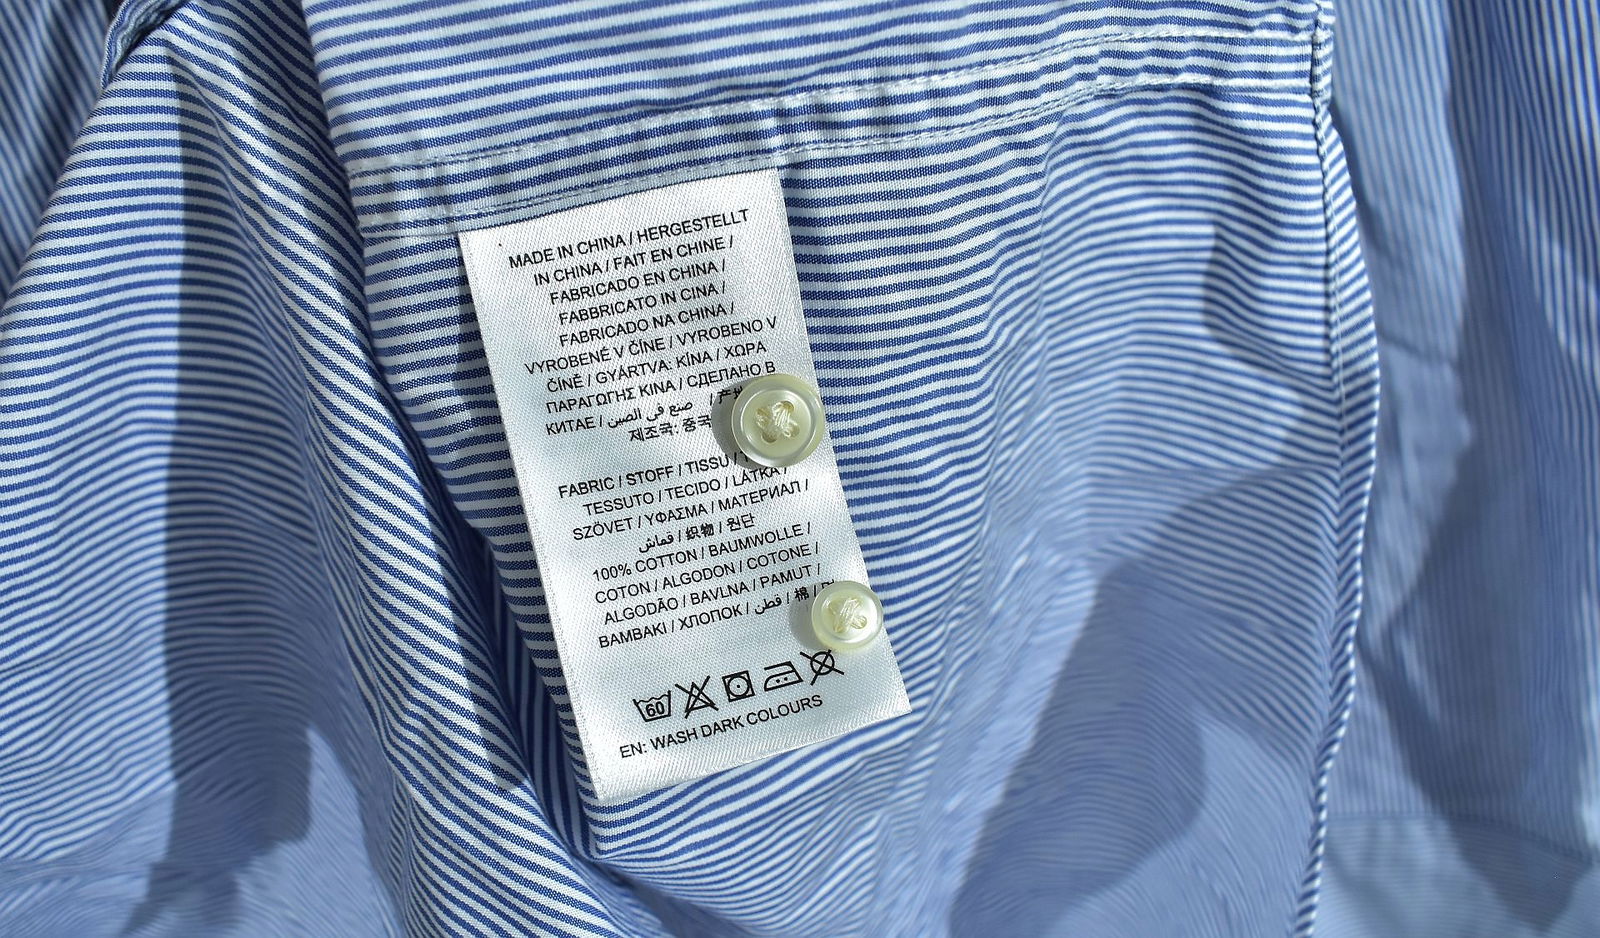 MADE IN CHINA / HERGESTELLT
IN CHINA / FAIT EN CHINE /
FABRICADO EN CHINA /
FABBRICATO IN CINA /
FABRICADO NA CHINA /
VYROBENÉ V ČÍNE / VYROBENO V
ČÍNĚ / GYÁRTVA: KÍNA / ΧΩΡΑ
ΠΑΡΑΓΩΓΗΣ ΚΙΝΑ / СДЕЛАНО В
КИТАЕ / صنع في الصين /
제조국: 중국
FABRIC / STOFF / TISSU /
TESSUTO / TECIDO / LÁTKA /
SZÖVET / ΥΦΑΣΜΑ / МАТЕРИАЛ /
قماش / 织物 / 원단
100% COTTON / BAUMWOLLE /
COTON / ALGODON / COTONE /
ALGODÃO / BAVLNA / PAMUT /
BAMBAKI / ХЛОПОК / قطن / 棉 /
60
EN: WASH DARK COLOURS